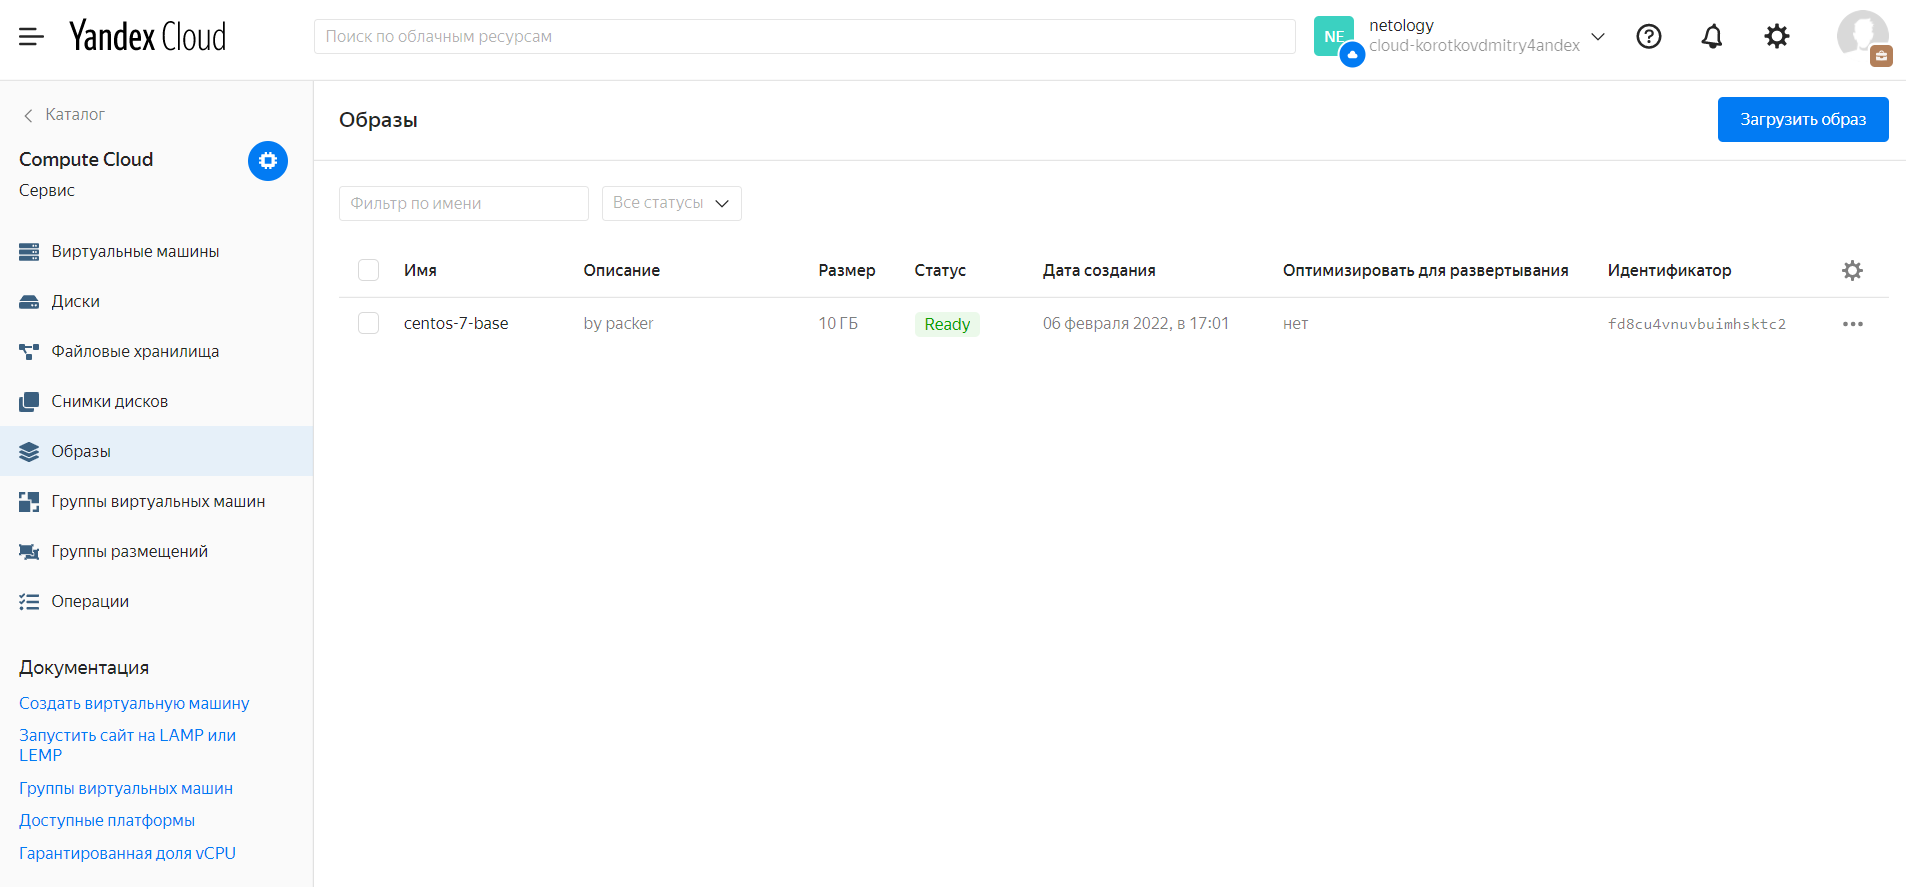 Yandex Cloud
Поиск по облачным ресурсам
NE
netology
cloud-korotkovdmitry4andex
Каталог
Compute Cloud
Сервис
Виртуальные машины
Диски
Файловые хранилища
Снимки дисков
Образы
Группы виртуальных машин
Группы размещений
Операции
Документация
Создать виртуальную машину
Запустить сайт на LAMP или
LEMP
Группы виртуальных машин
Доступные платформы
Гарантированная доля vCPU
Образы
Загрузить образ
Фильтр по имени
Все статусы
Имя Описание Размер Статус Дата создания Оптимизировать для развертывания Идентификатор
centos-7-base by packer 10 ГБ Ready 06 февраля 2022, в 17:01 нет fd8cu4vnuvbuimhsktc2